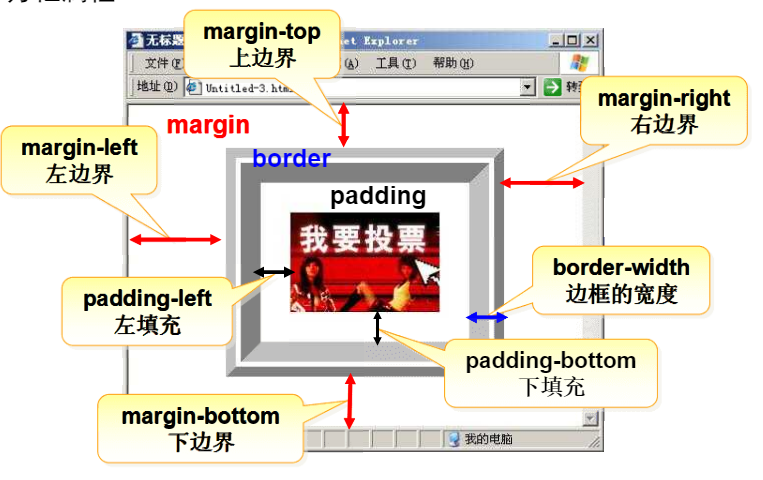 margin-top
上边界
无标题
et Explorer
文件(F)
(A)
工具(T)
帮助(H)
地址(D)
Untitled-3.htm
转到
margin-right
右边界
margin
margin-left
左边界
border
padding
我要投票
border-width
边框的宽度
padding-left
左填充
padding-bottom
下填充
margin-bottom
下边界
我的电脑